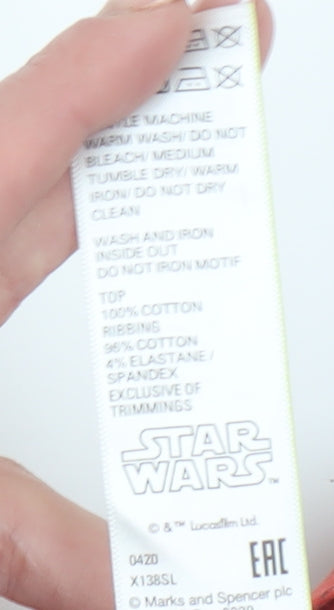 MACHINE
WARM WASH/ DO NOT
BLEACH/ MEDIUM
TUMBLE DRY/ WARM
IRON/ DO NOT DRY
CLEAN
WASH AND IRON
INSIDE OUT
DO NOT IRON MOTIF
TOP
100% COTTON
RIBBING
96% COTTON
4% ELASTANE /
SPANDEX
EXCLUSIVE OF
TRIMMINGS
STAR
WARS™
© & ™ Lucasfilm Ltd.
0420
EAC
X138SL
© Marks and Spencer plc